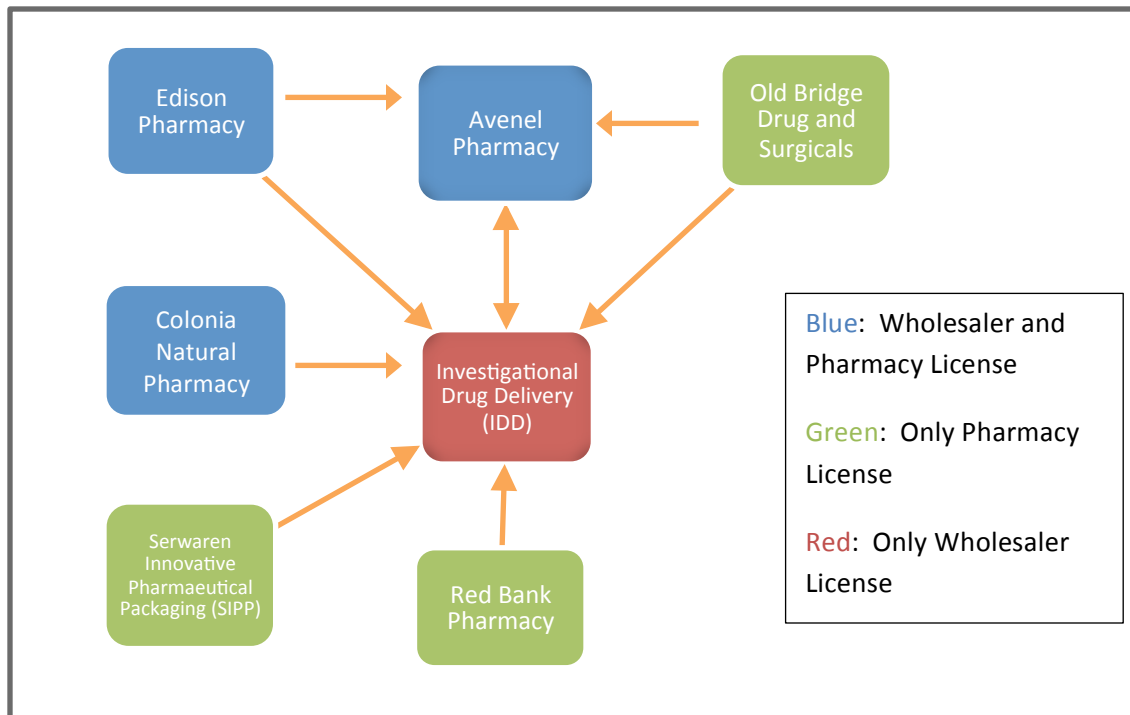 Edison
Pharmacy
Avenel
Pharmacy
Old Bridge
Drug and
Surgicals
Colonia
Natural
Pharmacy
Investigational
Drug Delivery
(IDD)
Serwaren
Innovative
Pharmaeutical
Packaging (SIPP)
Red Bank
Pharmacy
Blue: Wholesaler and
Pharmacy License
Green: Only Pharmacy
License
Red: Only Wholesaler
License